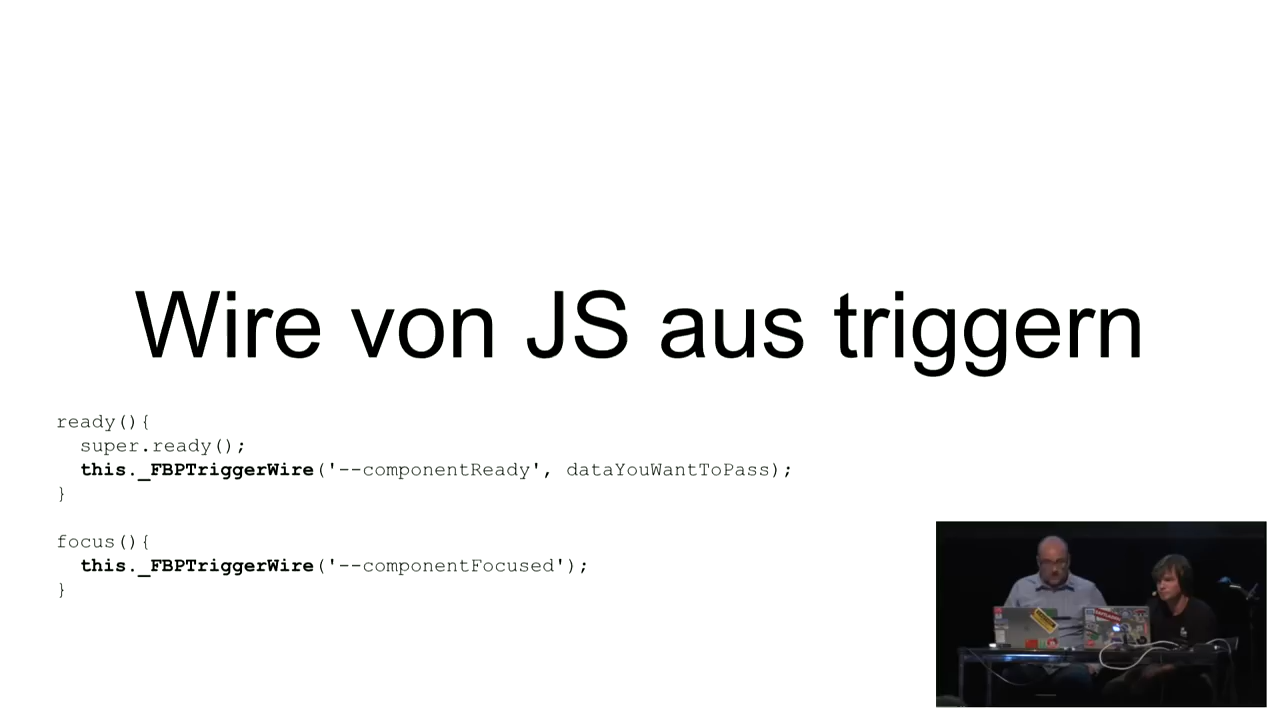 Wire von JS aus triggern
ready(){
  super.ready();
  this._FBPTriggerWire('--componentReady', dataYouWantToPass);
}
focus(){
  this._FBPTriggerWire('--componentFocused');
}